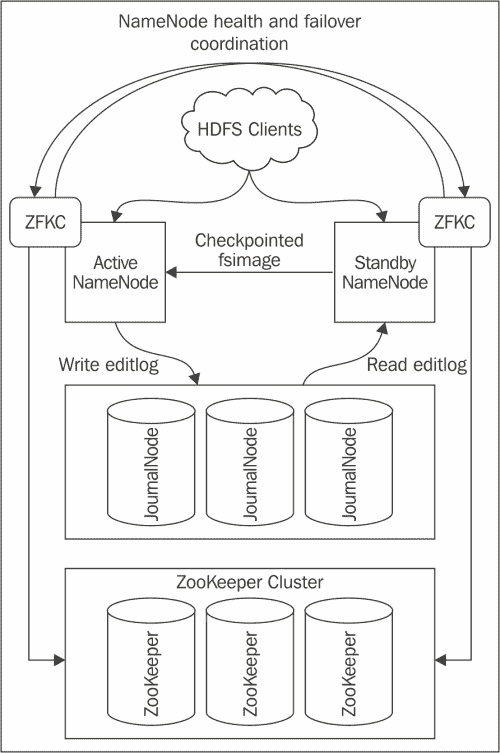 NameNode health and failover
coordination
HDFS Clients
ZFKC
ZFKC
Active
NameNode
Checkpointed
fsimage
Standby
NameNode
Write editlog
Read editlog
JournalNode
JournalNode
JournalNode
ZooKeeper Cluster
ZooKeeper
ZooKeeper
ZooKeeper